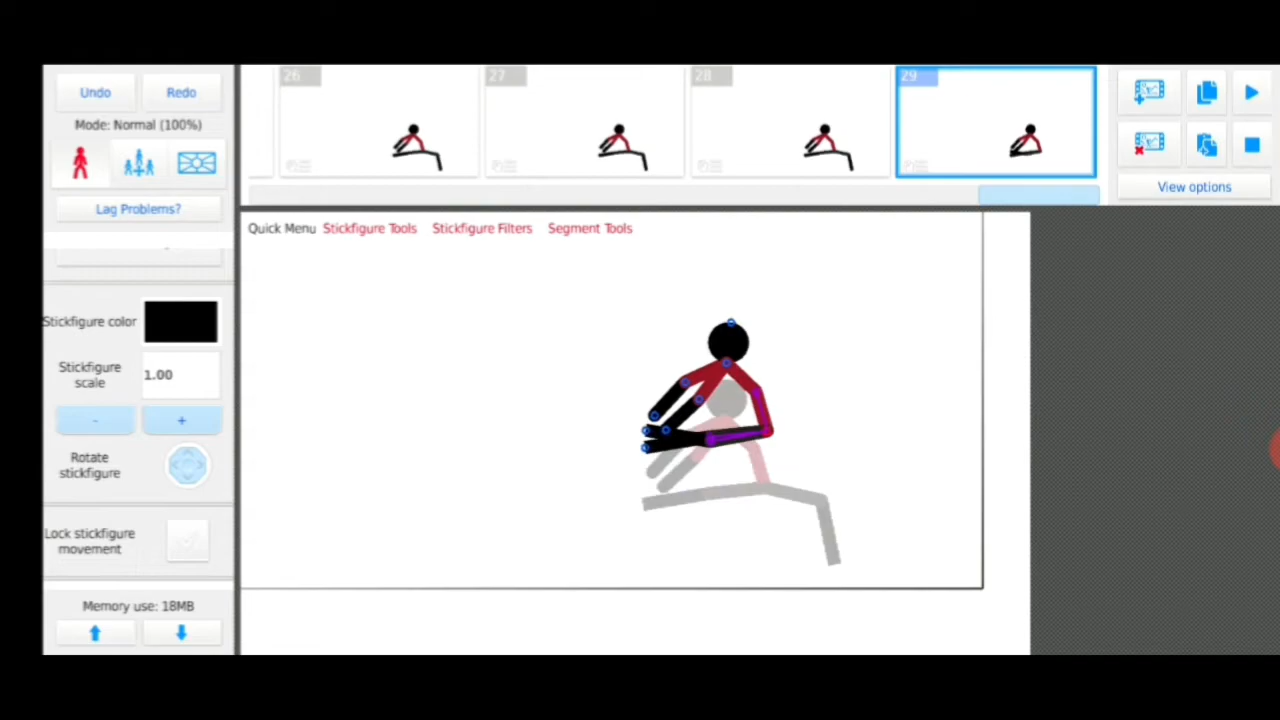 Undo Redo
Mode: Normal (100%)
Lag Problems?
Stickfigure color
Stickfigure
scale
1.00
- +
Rotate
stickfigure
Lock stickfigure
movement
Memory use: 18MB
26 27 28 29
View options
Quick Menu Stickfigure Tools Stickfigure Filters Segment Tools